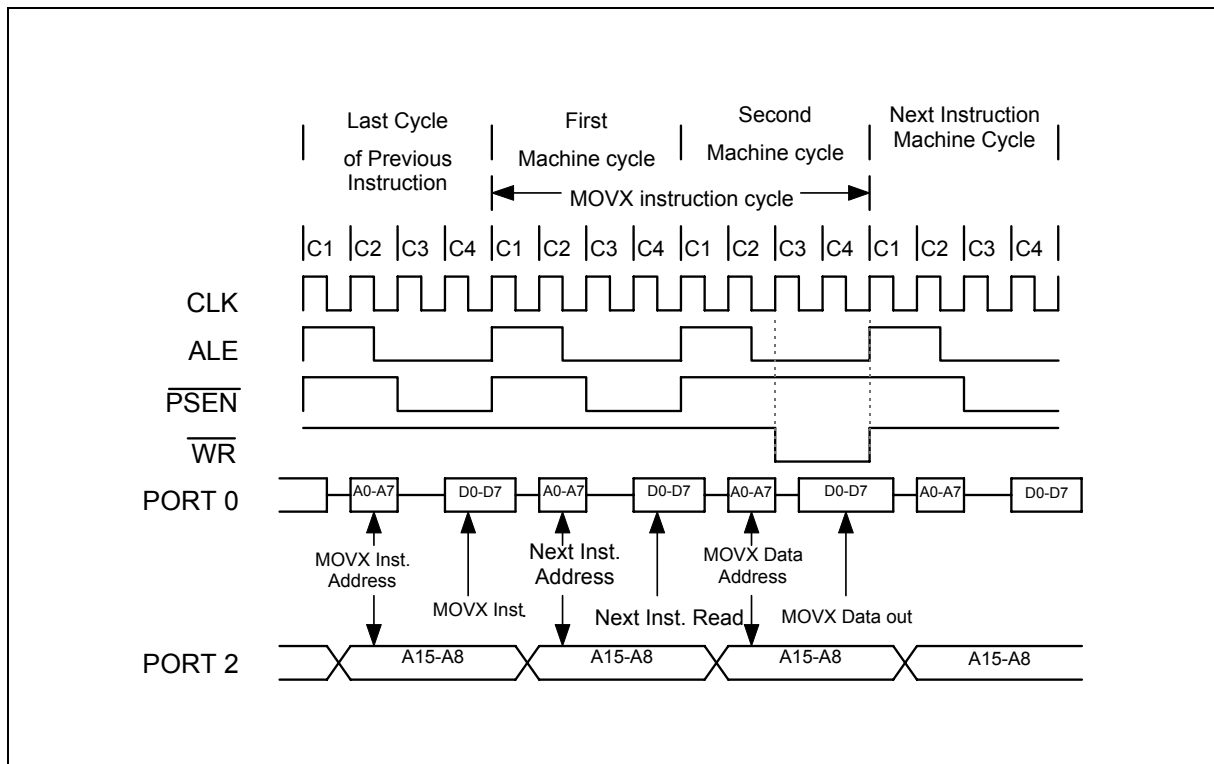 Last Cycle
of Previous
Instruction
First
Machine cycle
Second
Machine cycle
Next Instruction
Machine Cycle
MOVX instruction cycle
C1 C2 C3 C4 C1 C2 C3 C4 C1 C2 C3 C4 C1 C2 C3 C4
CLK
ALE
PSEN
WR
PORT 0 A0-A7 D0-D7 A0-A7 D0-D7 A0-A7 D0-D7 A0-A7 D0-D7
MOVX Inst.
Address
MOVX Inst.
Next Inst.
Address
Next Inst. Read
MOVX Data
Address
MOVX Data out
PORT 2 A15-A8 A15-A8 A15-A8 A15-A8